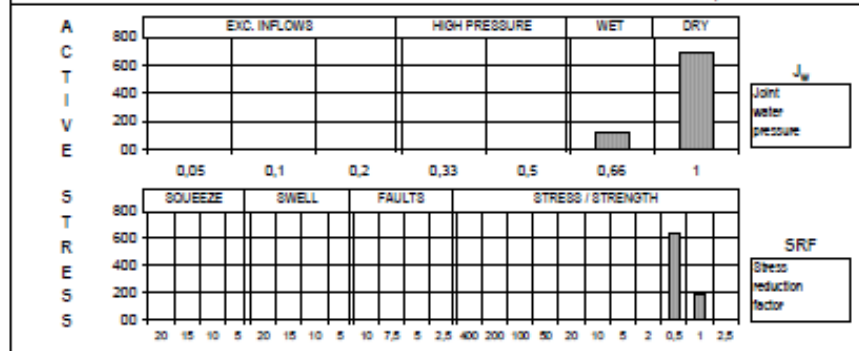 ACTIVE
EXC. INFLOWS HIGH PRESSURE WET DRY
800
600
400
200
00
0,05 0,1 0,2 0,33 0,5 0,66 1
Jw
Joint
water
pressure
STRESS
SQUEEZE SWELL FAULTS STRESS / STRENGTH
800
600
400
200
00
20 15 10 5 20 15 10 5 10 7,5 5 2,5 400 200 100 50 20 10 5 2 0,5 1 2,5
SRF
Stress
reduction
factor